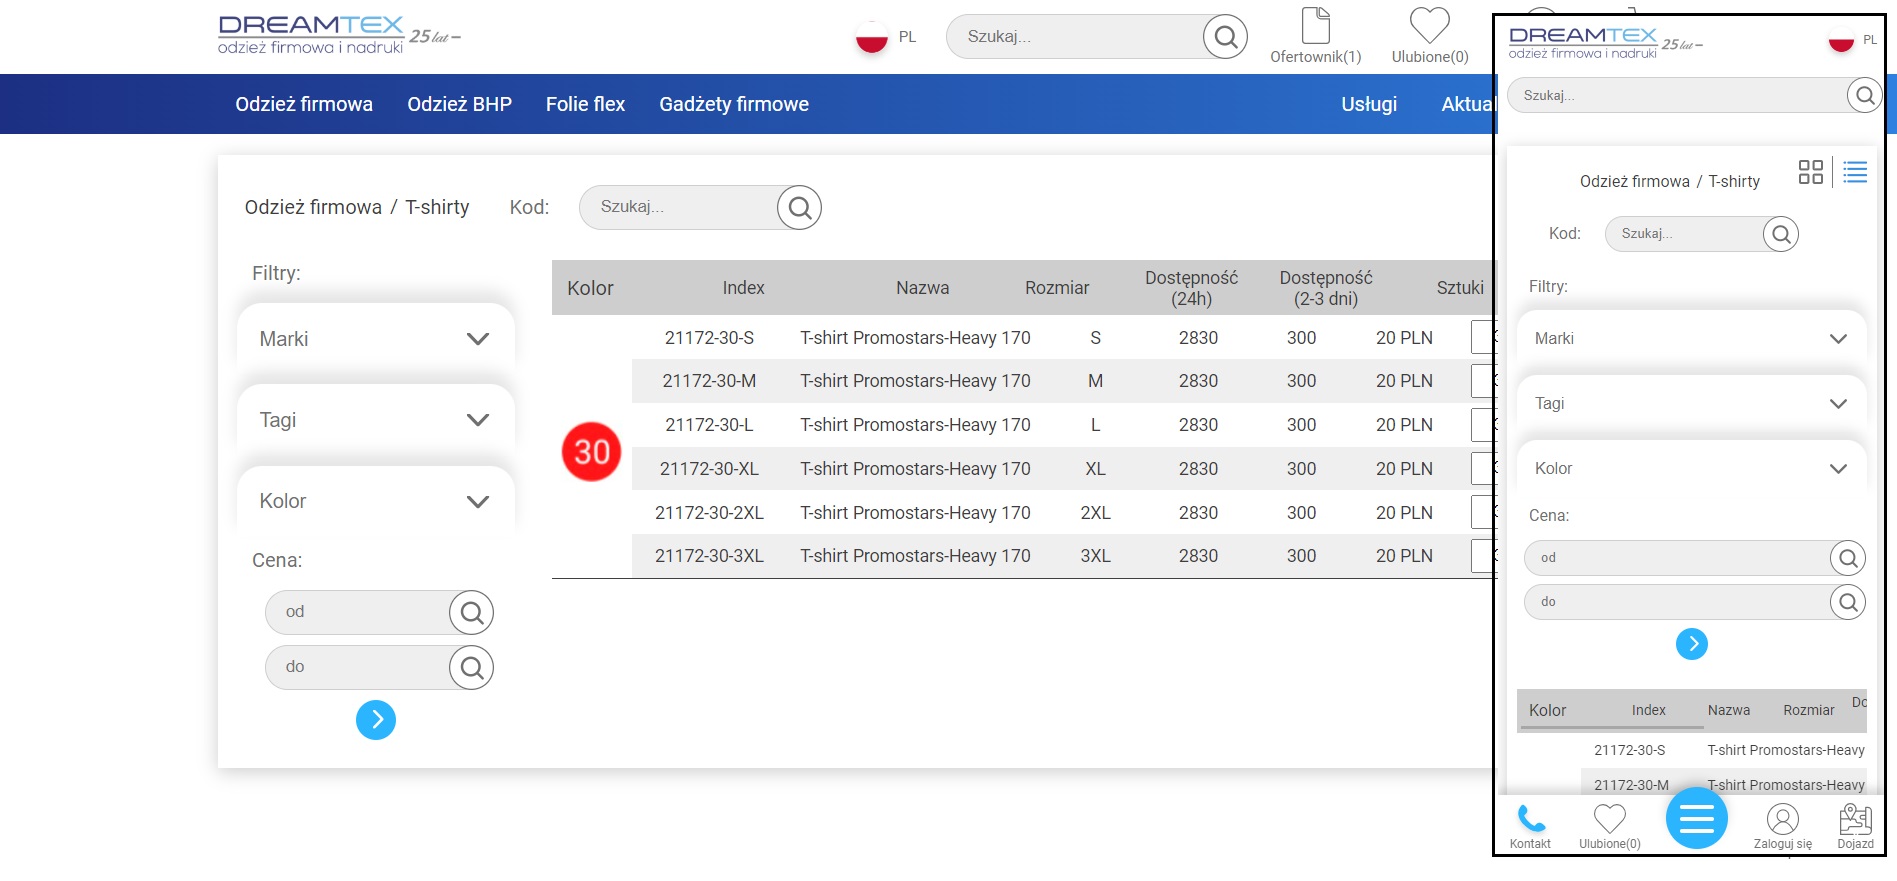 DREAMTEX
odzież firmowa i nadruki 25 lat
PL
Szukaj...
Ofertownik(1)
Ulubione(0)
Odzież firmowa Odzież BHP Folie flex Gadżety firmowe Usługi
Odzież firmowa / T-shirty Kod: Szukaj...
Filtry:
Marki
Tagi
Kolor
Cena:
od
do
Kolor Index Nazwa Rozmiar Dostępność (24h) Dostępność (2-3 dni) Sztuki
30
21172-30-S T-shirt Promostars-Heavy 170 S 2830 300 20 PLN
21172-30-M T-shirt Promostars-Heavy 170 M 2830 300 20 PLN
21172-30-L T-shirt Promostars-Heavy 170 L 2830 300 20 PLN
21172-30-XL T-shirt Promostars-Heavy 170 XL 2830 300 20 PLN
21172-30-2XL T-shirt Promostars-Heavy 170 2XL 2830 300 20 PLN
21172-30-3XL T-shirt Promostars-Heavy 170 3XL 2830 300 20 PLN
DREAMTEX
odzież firmowa i nadruki 25 lat
PL
Szukaj...
Odzież firmowa / T-shirty
Kod: Szukaj...
Filtry:
Marki
Tagi
Kolor
Cena:
od
do
Kolor Index Nazwa Rozmiar
21172-30-S T-shirt Promostars-Heavy
21172-30-M T-shirt Promostars-Heavy
Kontakt Ulubione(0) Zaloguj się Dojazd